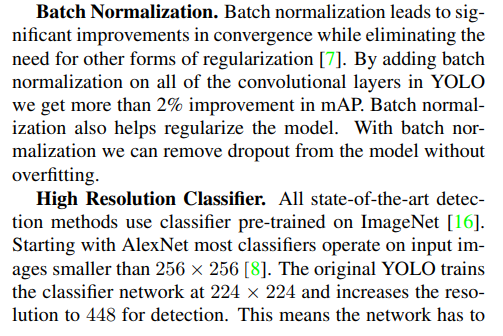 Batch Normalization. Batch normalization leads to sig-
nificant improvements in convergence while eliminating the
need for other forms of regularization [7]. By adding batch
normalization on all of the convolutional layers in YOLO
we get more than 2% improvement in mAP. Batch normal-
ization also helps regularize the model. With batch nor-
malization we can remove dropout from the model without
overfitting.
High Resolution Classifier. All state-of-the-art detec-
tion methods use classifier pre-trained on ImageNet [16].
Starting with AlexNet most classifiers operate on input im-
ages smaller than 256 × 256 [8]. The original YOLO trains
the classifier network at 224 × 224 and increases the reso-
lution to 448 for detection. This means the network has to